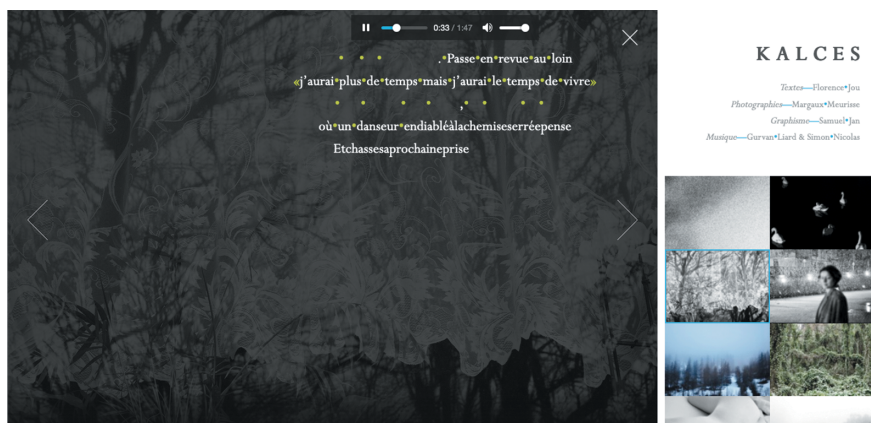 0:33 / 1:47
• • • .•Passe•en•revue•au•loin
«j’aurai•plus•de•temps•mais•j’aurai•le•temps•de•vivre»
• • • • ,• • • •
où•un•danseur•endiabléàlachemiseserréepense
Etchassesaprochaineprise
KALCES
Textes—Florence•Jou
Photographies—Margaux•Meurisse
Graphisme—Samuel•Jan
Musique—Gurvan•Liard & Simon•Nicolas